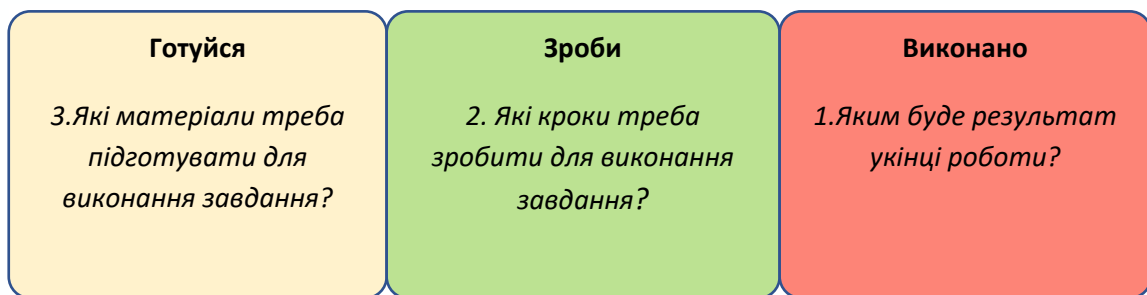 Готуйся
3.Які матеріали треба
підготувати для
виконання завдання?
Зроби
2. Які кроки треба
зробити для виконання
завдання?
Виконано
1.Яким буде результат
укінці роботи?